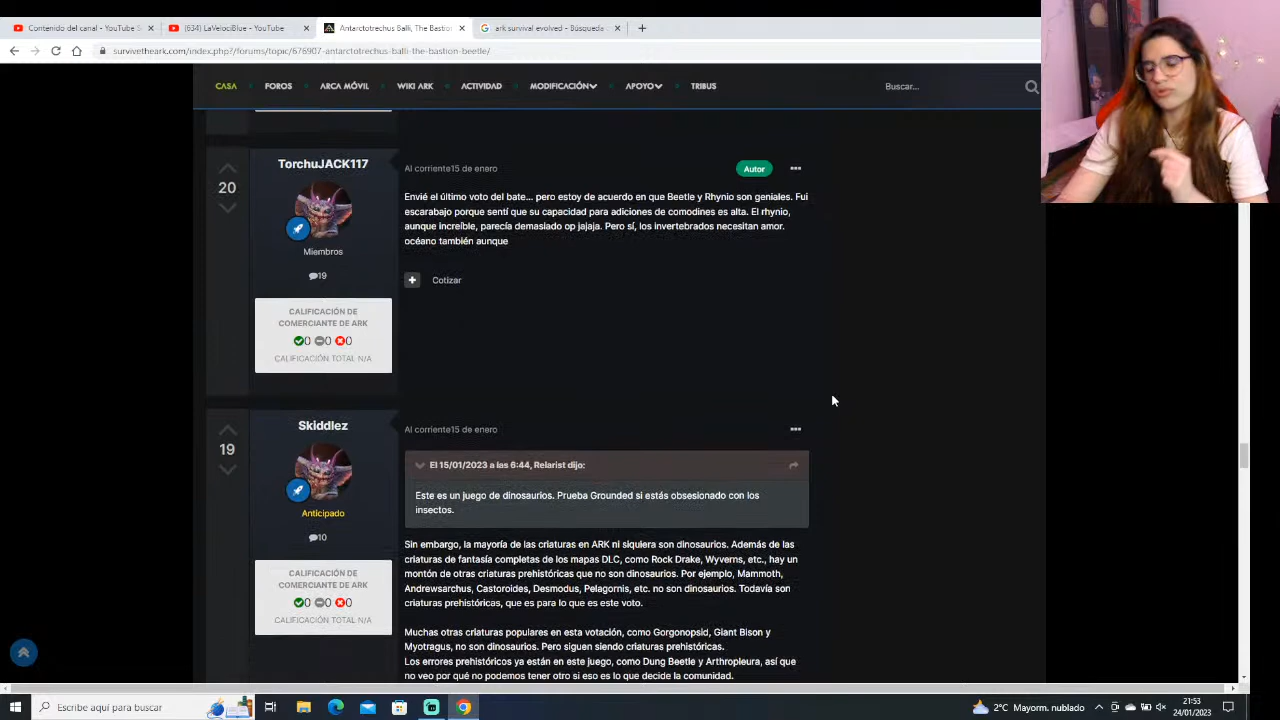 Contenido del canal - YouTube S
(634) LaVelociBlue - YouTube
Antarctotrechus Balli, The Bastion
ark survival evolved - Búsqueda
survivetheark.com/index.php?/forums/topic/676907-antarctotrechus-balli-the-bastion-beetle/
CASA
FOROS
ARCA MÓVIL
WIKI ARK
ACTIVIDAD
MODIFICACIÓN
APOYO
TRIBUS
Buscar...
TorchuJACK117
20
Miembros
19
CALIFICACIÓN DE
COMERCIANTE DE ARK
0 0 0
CALIFICACIÓN TOTAL N/A
Al corriente15 de enero
Autor
Envié el último voto del bate... pero estoy de acuerdo en que Beetle y Rhynio son geniales. Fui
escarabajo porque sentí que su capacidad para adiciones de comodines es alta. El rhynio,
aunque increíble, parecía demasiado op jajaja. Pero sí, los invertebrados necesitan amor.
océano también aunque
Cotizar
Skiddlez
19
Anticipado
10
CALIFICACIÓN DE
COMERCIANTE DE ARK
0 0 0
CALIFICACIÓN TOTAL N/A
Al corriente15 de enero
El 15/01/2023 a las 6:44, Relarist dijo:
Este es un juego de dinosaurios. Prueba Grounded si estás obsesionado con los
insectos.
Sin embargo, la mayoría de las criaturas en ARK ni siquiera son dinosaurios. Además de las
criaturas de fantasía completas de los mapas DLC, como Rock Drake, Wyverns, etc., hay un
montón de otras criaturas prehistóricas que no son dinosaurios. Por ejemplo, Mammoth,
Andrewsarchus, Castoroides, Desmodus, Pelagornis, etc. no son dinosaurios. Todavía son
criaturas prehistóricas, que es para lo que es este voto.
Muchas otras criaturas populares en esta votación, como Gorgonopsid, Giant Bison y
Myotragus, no son dinosaurios. Pero siguen siendo criaturas prehistóricas.
Los errores prehistóricos ya están en este juego, como Dung Beetle y Arthropleura, así que
no veo por qué no podemos tener otro si eso es lo que decide la comunidad.
Escribe aquí para buscar
2°C Mayorm. nublado
21:53
24/01/2023